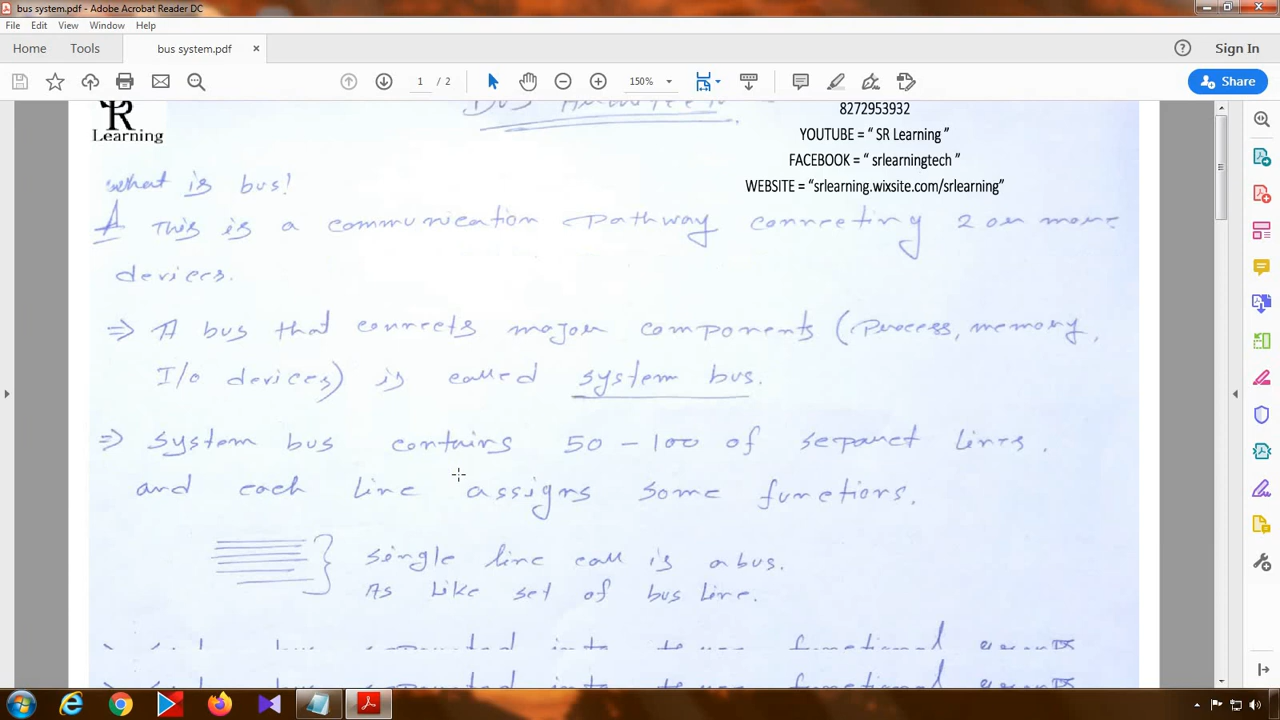 bus system.pdf - Adobe Acrobat Reader DC
File Edit View Window Help
Home Tools bus system.pdf × Sign In
1 / 2 150% Share
SR
Learning
8272953932
YOUTUBE = “ SR Learning ”
FACEBOOK = “ srlearningtech ”
WEBSITE = “srlearning.wixsite.com/srlearning”
what is bus!
A This is a communication pathway connecting 2 or more
devices.
⇒ A bus that connects major components (Process, memory,
I/o devices) is called system bus.
⇒ System bus contains 50 - 100 of separet lines.
and each line assigns some functions.
single line call is a bus.
As Like set of bus line.